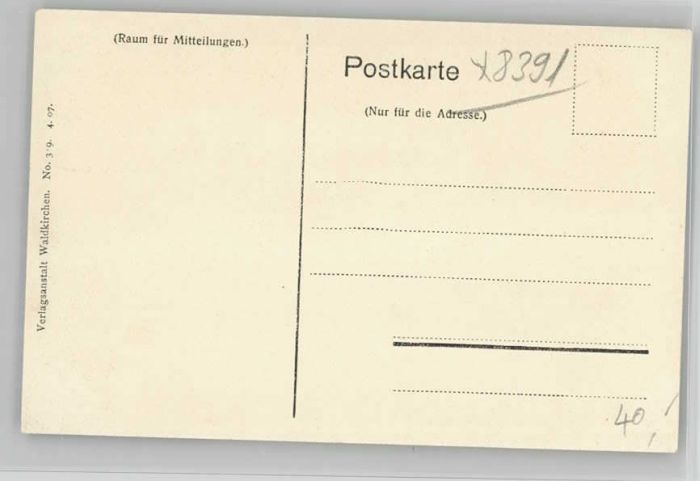 (Raum für Mitteilungen.)
Postkarte
x8391
(Nur für die Adresse.)
Verlagsanstalt Waldkirchen. No. 3*9. 4. 07.
40,